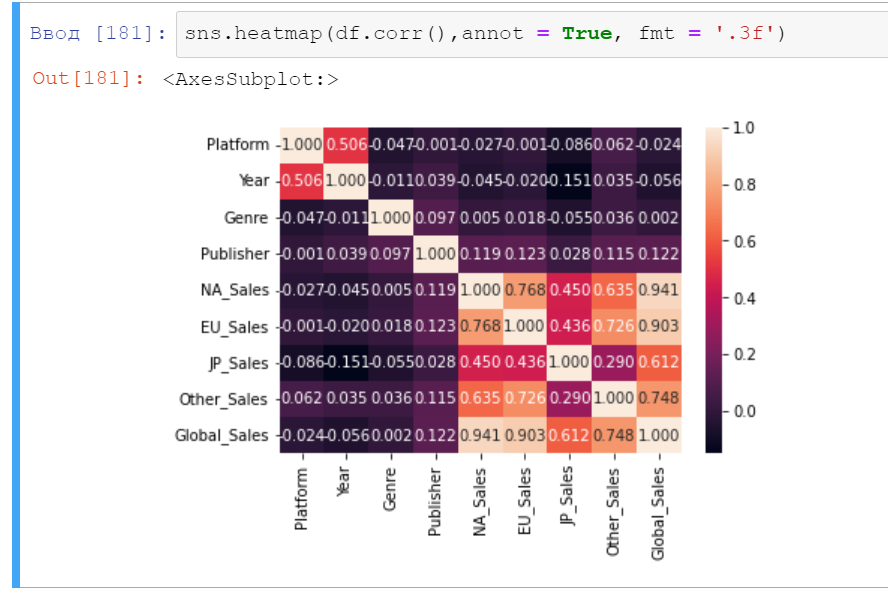 Ввод [181]: sns.heatmap(df.corr(),annot = True, fmt = '.3f')
Out[181]: <AxesSubplot:>
Platform 1.000 0.506 -0.047 -0.001 -0.027 -0.001 -0.086 0.062 -0.024
Year 0.506 1.000 -0.011 0.039 -0.045 -0.020 -0.151 0.035 -0.056
Genre -0.047 -0.011 1.000 0.097 0.005 0.018 -0.055 0.036 0.002
Publisher -0.001 0.039 0.097 1.000 0.119 0.123 0.028 0.115 0.122
NA_Sales -0.027 -0.045 0.005 0.119 1.000 0.768 0.450 0.635 0.941
EU_Sales -0.001 -0.020 0.018 0.123 0.768 1.000 0.436 0.726 0.903
JP_Sales -0.086 -0.151 -0.055 0.028 0.450 0.436 1.000 0.290 0.612
Other_Sales 0.062 0.035 0.036 0.115 0.635 0.726 0.290 1.000 0.748
Global_Sales -0.024 -0.056 0.002 0.122 0.941 0.903 0.612 0.748 1.000
Platform
Year
Genre
Publisher
NA_Sales
EU_Sales
JP_Sales
Other_Sales
Global_Sales
1.0
0.8
0.6
0.4
0.2
0.0